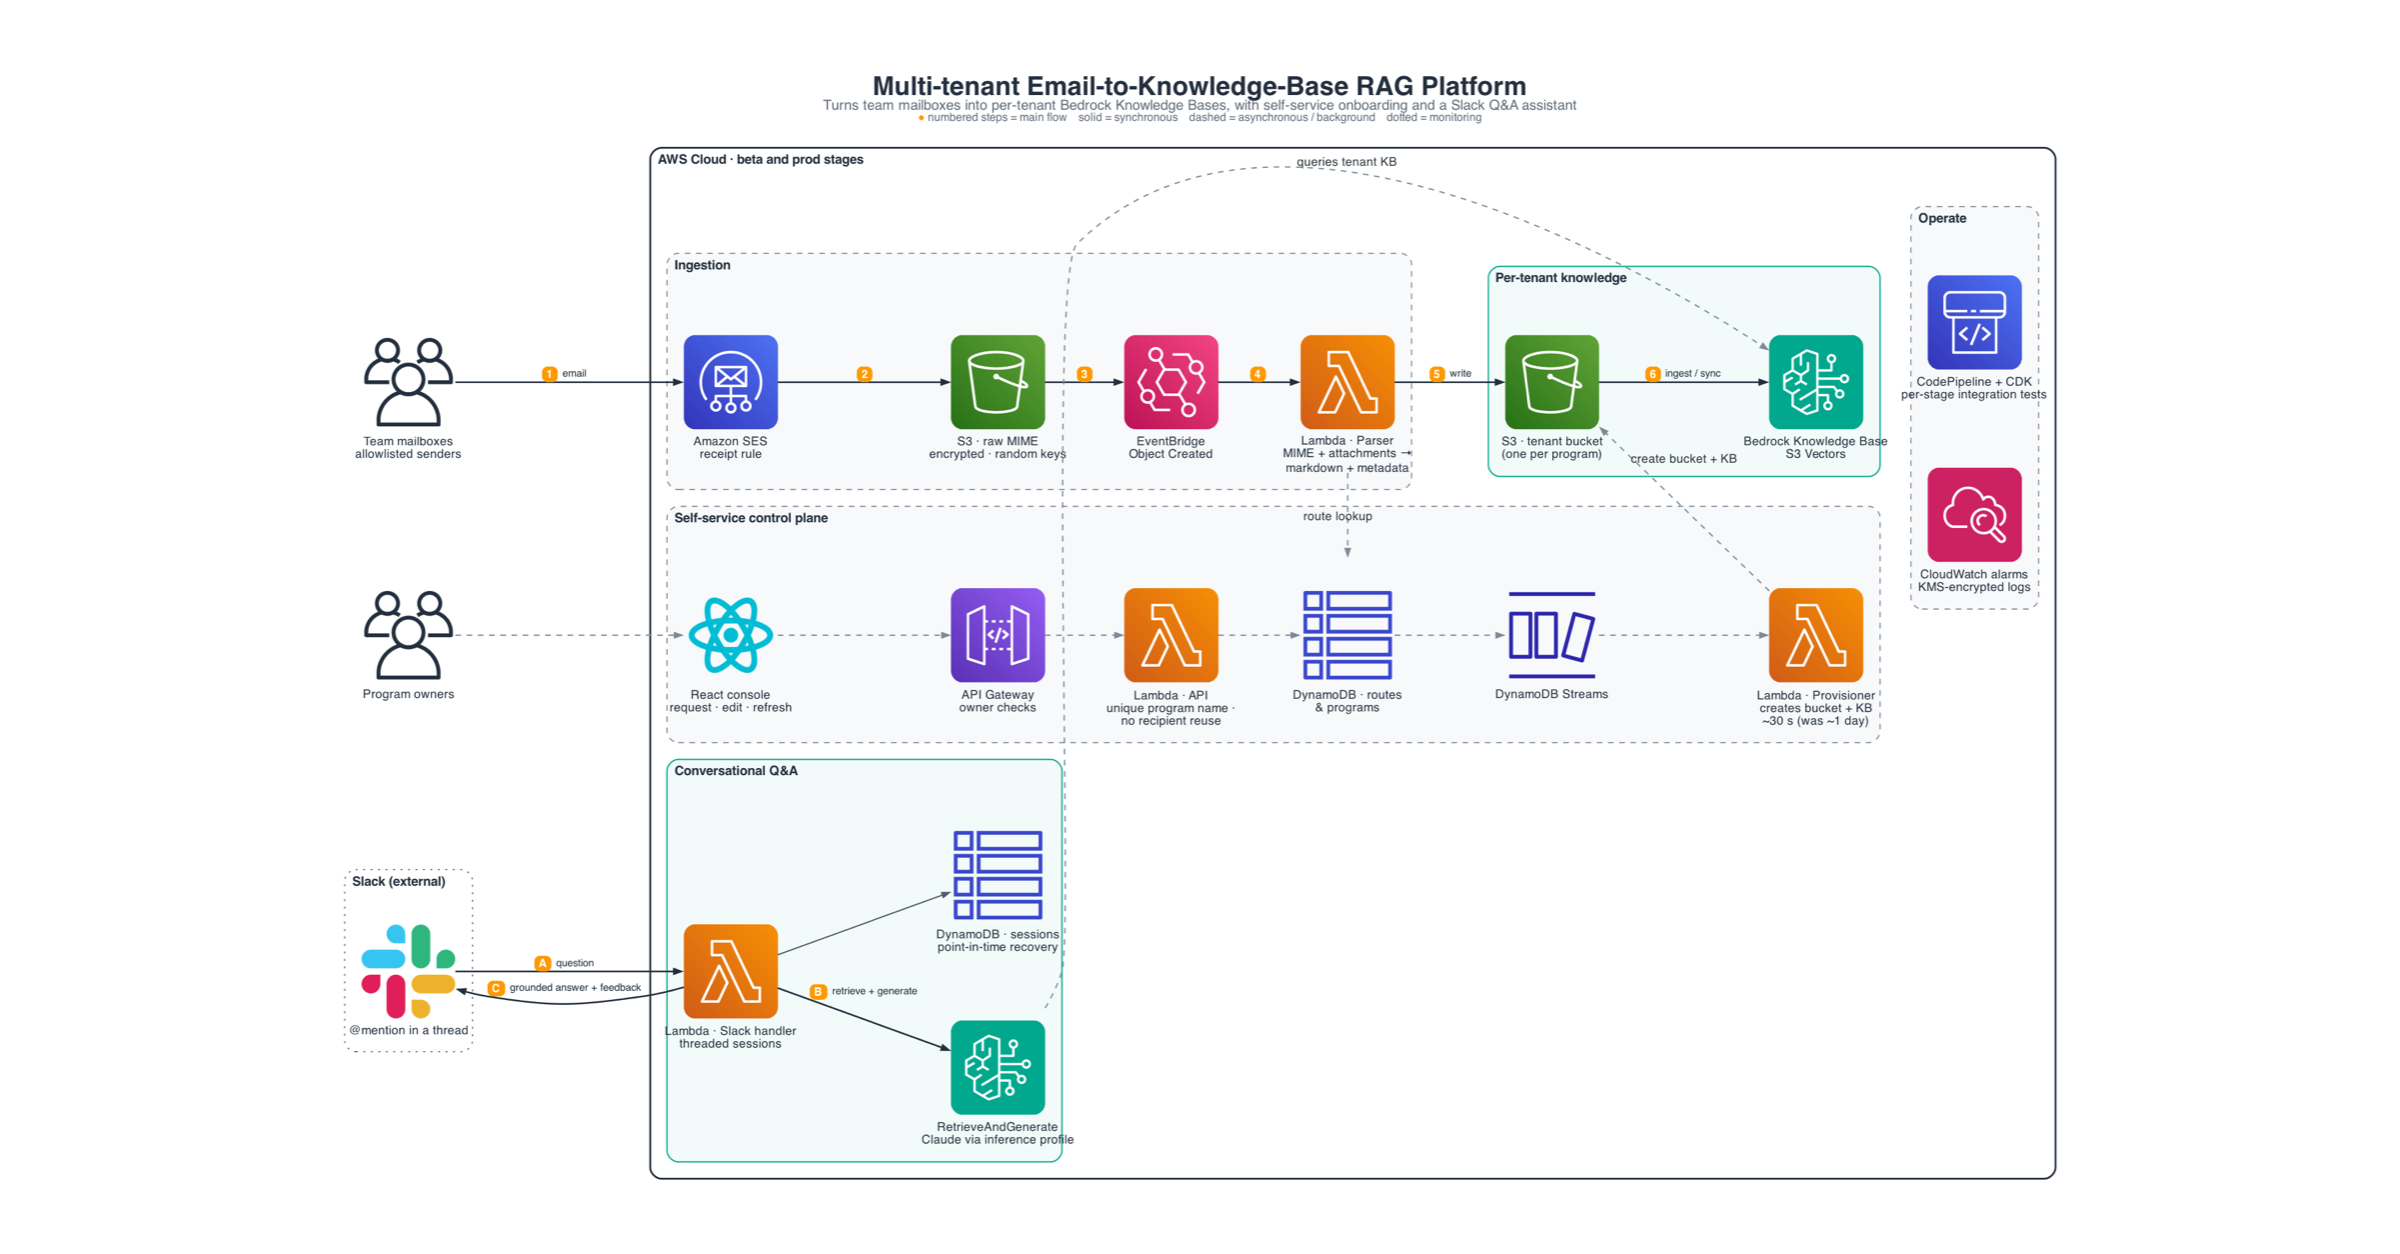 Multi-tenant Email-to-Knowledge-Base RAG Platform
Turns team mailboxes into per-tenant Bedrock Knowledge Bases, with self-service onboarding and a Slack Q&A assistant
● numbered steps = main flow solid = synchronous dashed = asynchronous / background dotted = monitoring
AWS Cloud · beta and prod stages
queries tenant KB
Operate
CodePipeline + CDK
per-stage integration tests
CloudWatch alarms
KMS-encrypted logs
Ingestion
Team mailboxes
allowlisted senders
1 email
Amazon SES
receipt rule
2
S3 · raw MIME
encrypted · random keys
3
EventBridge
Object Created
4
Lambda · Parser
MIME + attachments →
markdown + metadata
5 write
Per-tenant knowledge
S3 · tenant bucket
(one per program)
6 ingest / sync
Bedrock Knowledge Base
S3 Vectors
create bucket + KB
route lookup
Self-service control plane
Program owners
React console
request · edit · refresh
API Gateway
owner checks
Lambda · API
unique program name ·
no recipient reuse
DynamoDB · routes
& programs
DynamoDB Streams
Lambda · Provisioner
creates bucket + KB
~30 s (was ~1 day)
Conversational Q&A
Slack (external)
@mention in a thread
A question
C grounded answer + feedback
Lambda · Slack handler
threaded sessions
DynamoDB · sessions
point-in-time recovery
B retrieve + generate
RetrieveAndGenerate
Claude via inference profile